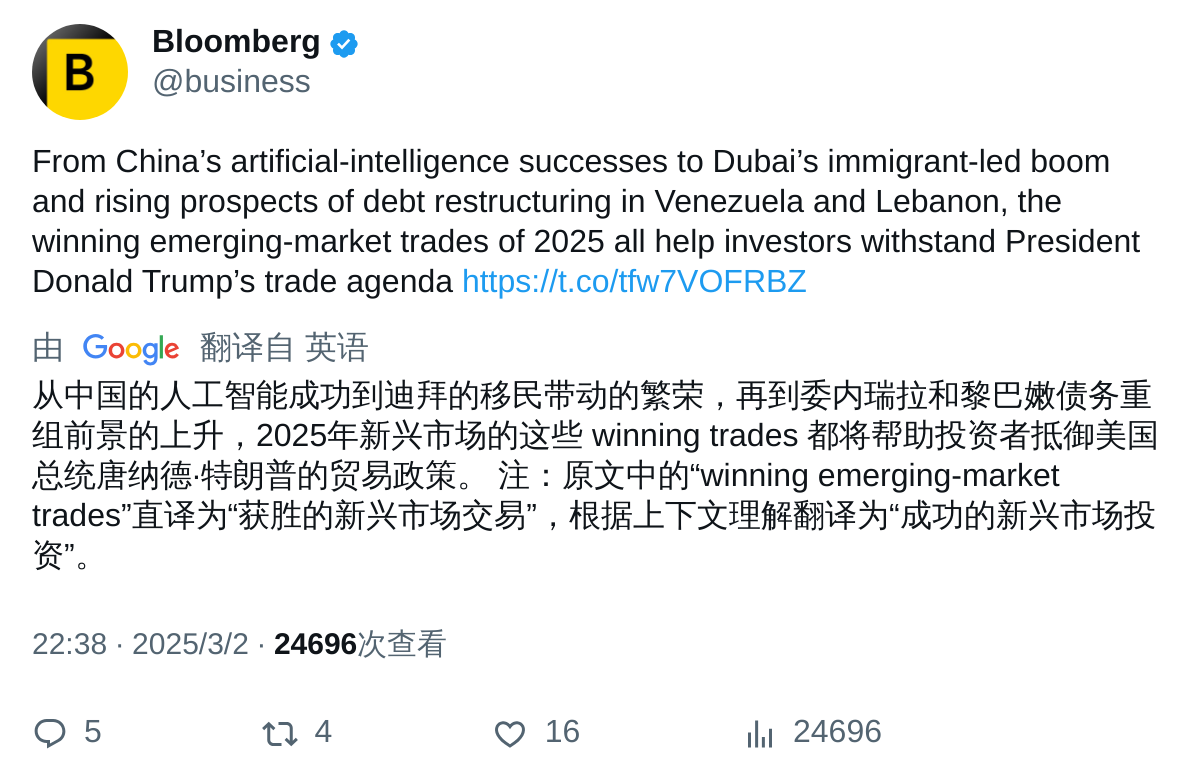 B
Bloomberg
@business
From China’s artificial-intelligence successes to Dubai’s immigrant-led boom
and rising prospects of debt restructuring in Venezuela and Lebanon, the
winning emerging-market trades of 2025 all help investors withstand President
Donald Trump’s trade agenda https://t.co/tfw7VOFRBZ
由 Google 翻译自 英语
从中国的人工智能成功到迪拜的移民带动的繁荣，再到委内瑞拉和黎巴嫩债务重
组前景的上升，2025年新兴市场的这些 winning trades 都将帮助投资者抵御美国
总统唐纳德·特朗普的贸易政策。 注：原文中的“winning emerging-market
trades”直译为“获胜的新兴市场交易”，根据上下文理解翻译为“成功的新兴市场投
资”。
22:38 · 2025/3/2 · 24696次查看
5 4 16 24696